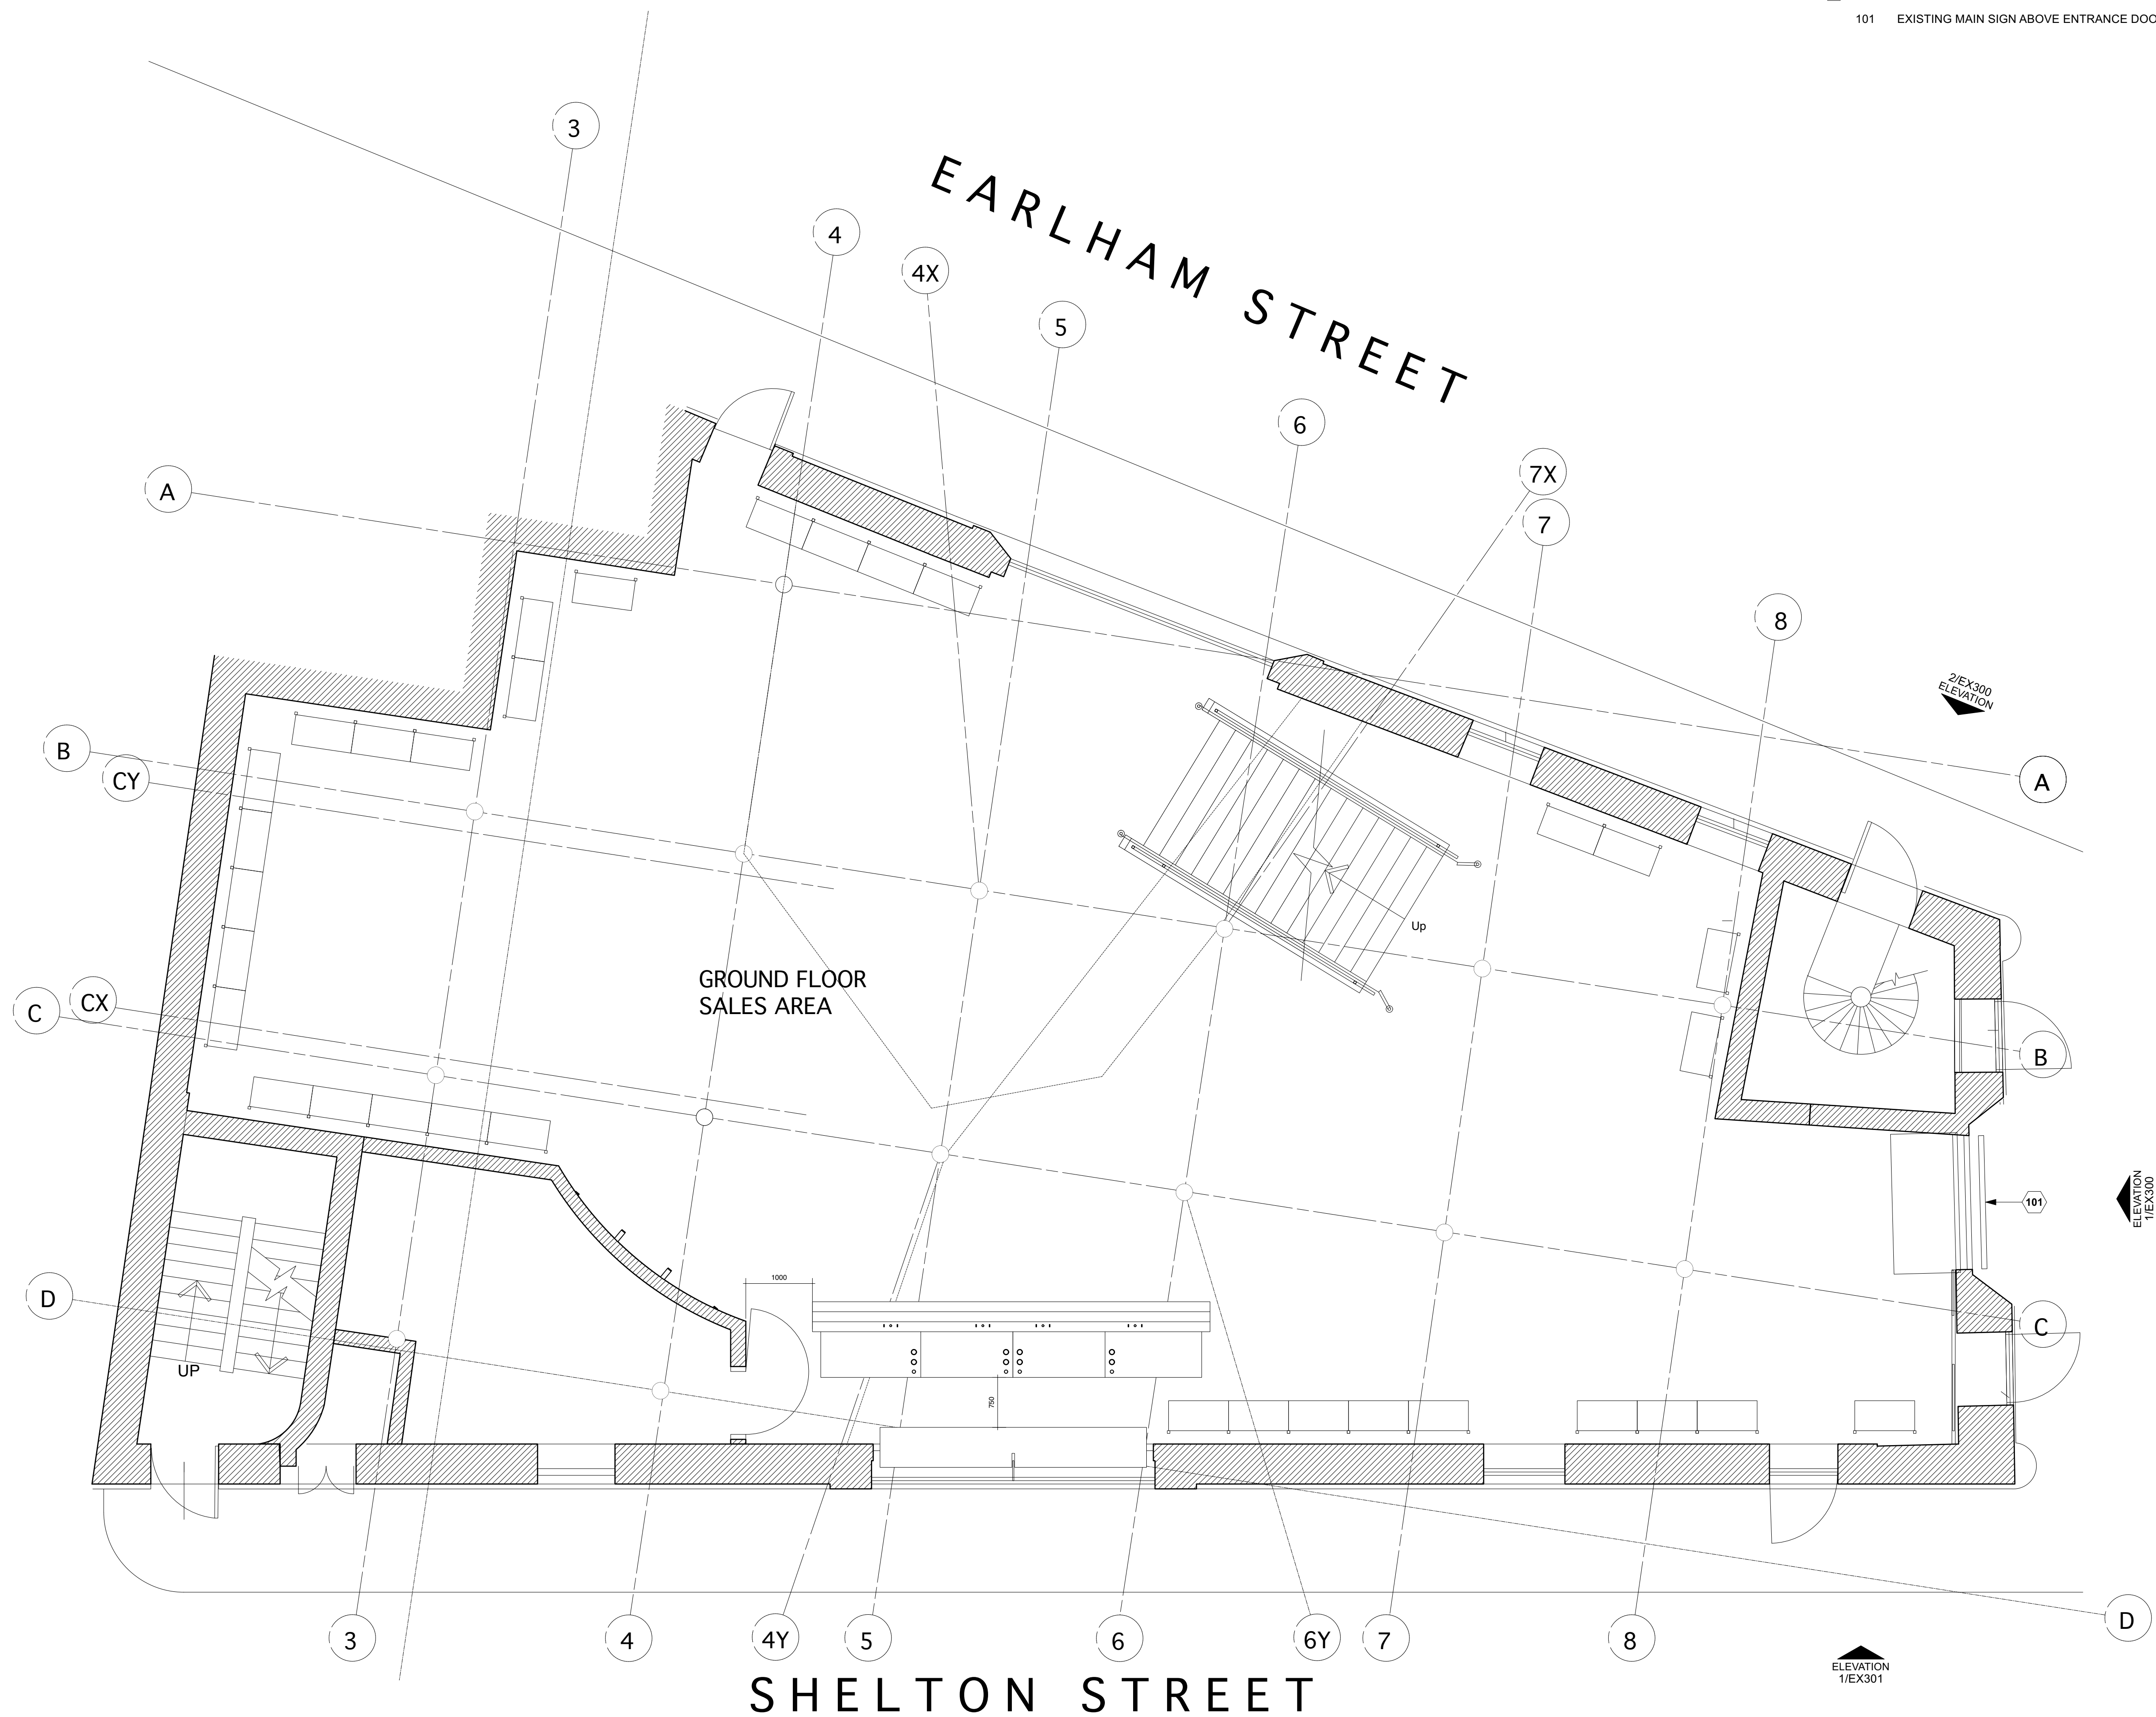 101 EXISTING MAIN SIGN ABOVE ENTRANCE DOO
3
EARLHAM STREET
4
4X
5
6
7X
7
A
8
2/EX300
ELEVATION
B
CY
A
Up
GROUND FLOOR
SALES AREA
CX
C
B
101
ELEVATION
1/EX300
D
1000
C
UP
750
3
4
4Y
5
6
6Y
7
8
D
ELEVATION
1/EX301
SHELTON STREET